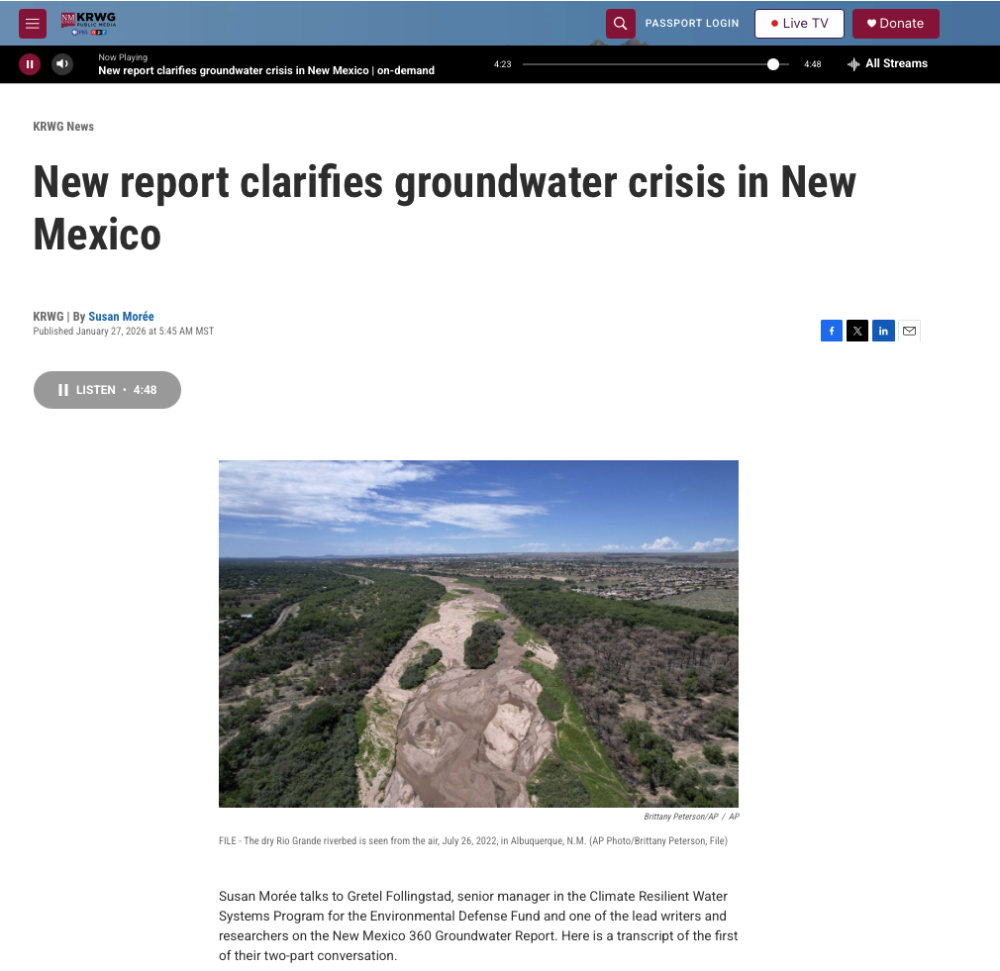 NM KRWG
PUBLIC MEDIA
PBS npr
PASSPORT LOGIN
Live TV
Donate
Now Playing
New report clarifies groundwater crisis in New Mexico | on-demand
4:23
4:48
All Streams
KRWG News
New report clarifies groundwater crisis in New
Mexico
KRWG | By Susan Morée
Published January 27, 2026 at 5:45 AM MST
LISTEN • 4:48
Brittany Peterson/AP / AP
FILE - The dry Rio Grande riverbed is seen from the air, July 26, 2022, in Albuquerque, N.M. (AP Photo/Brittany Peterson, File)
Susan Morée talks to Gretel Follingstad, senior manager in the Climate Resilient Water
Systems Program for the Environmental Defense Fund and one of the lead writers and
researchers on the New Mexico 360 Groundwater Report. Here is a transcript of the first
of their two-part conversation.